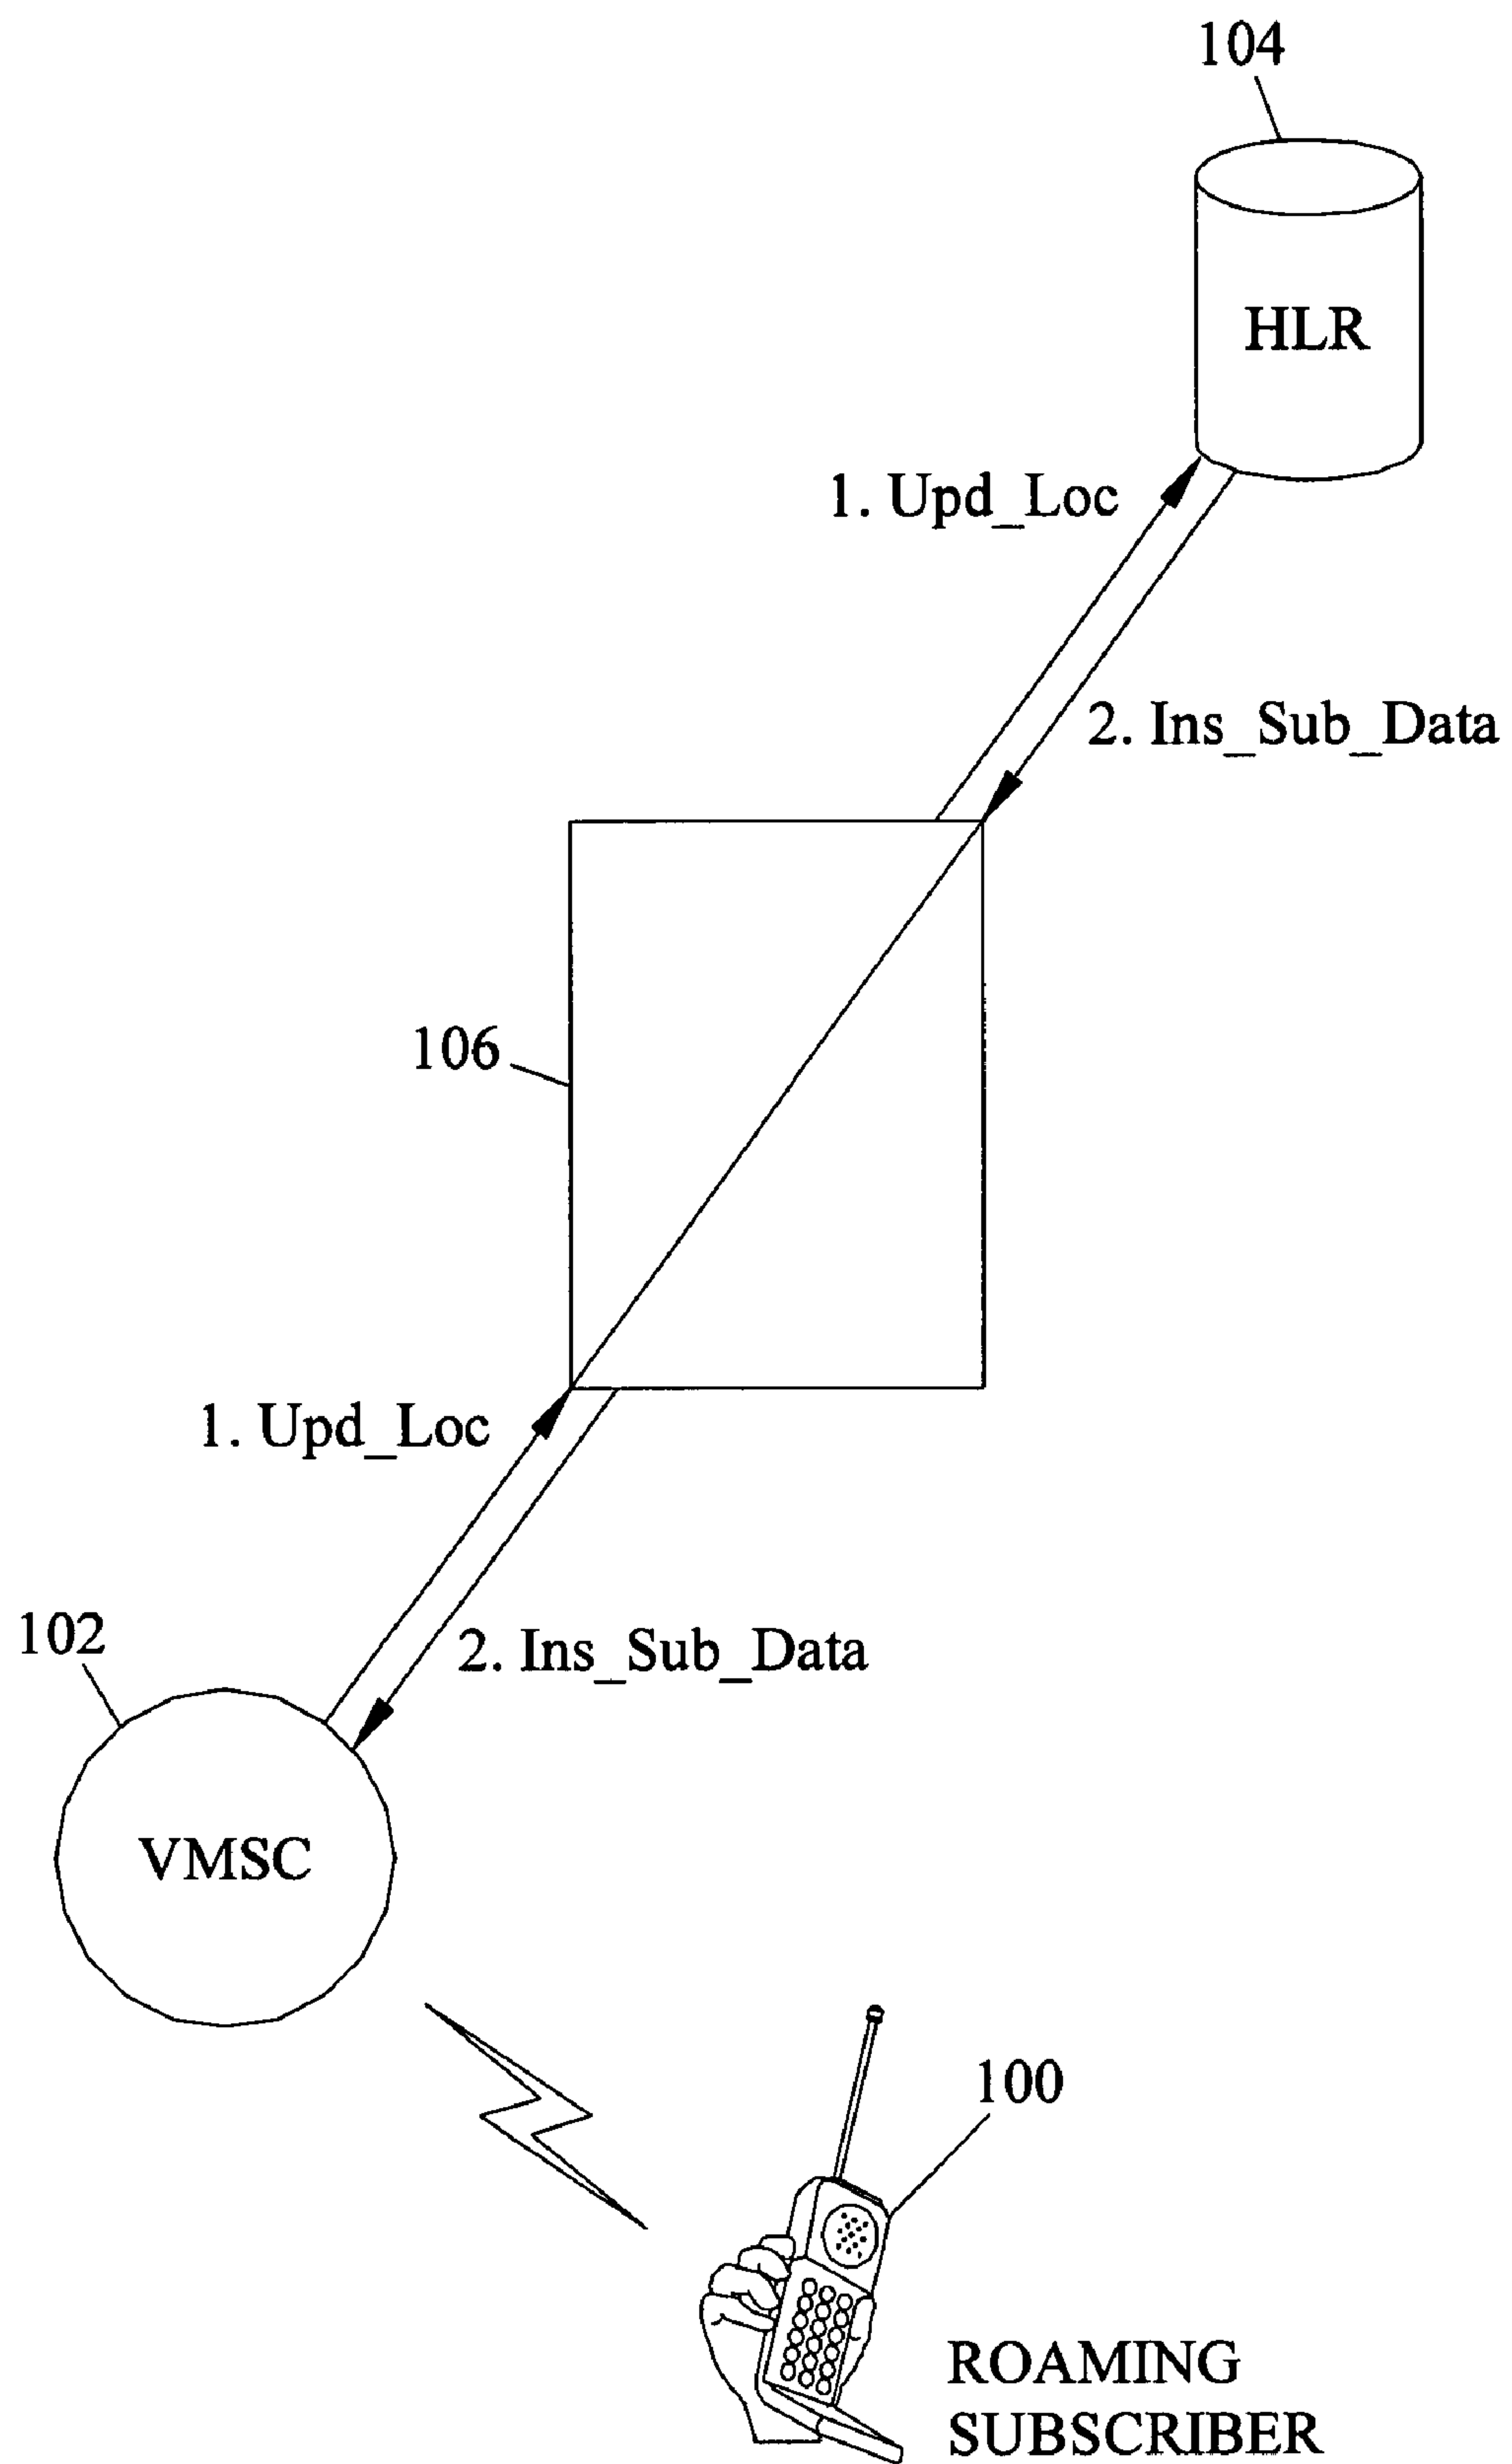 104
HLR
1. Upd_Loc
2. Ins_Sub_Data
106
1. Upd_Loc
102
2. Ins_Sub_Data
VMSC
100
ROAMING
SUBSCRIBER